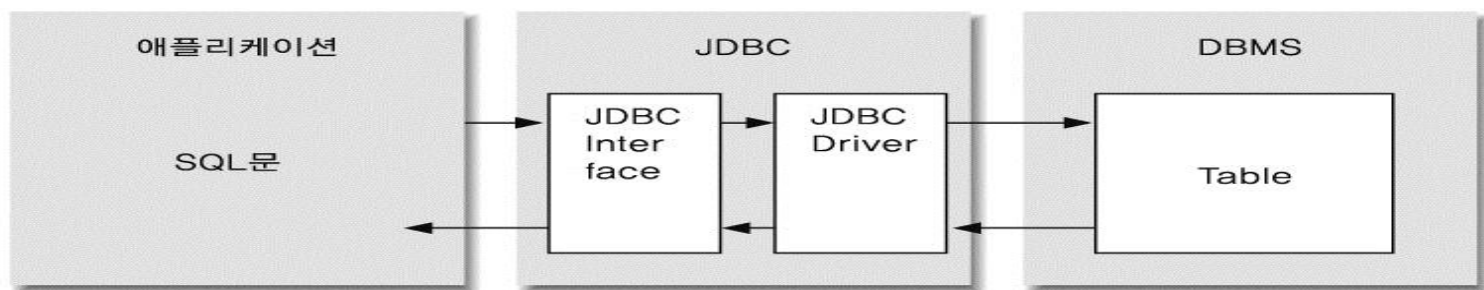 애플리케이션
SQL문
JDBC
JDBC
Inter
face
JDBC
Driver
DBMS
Table